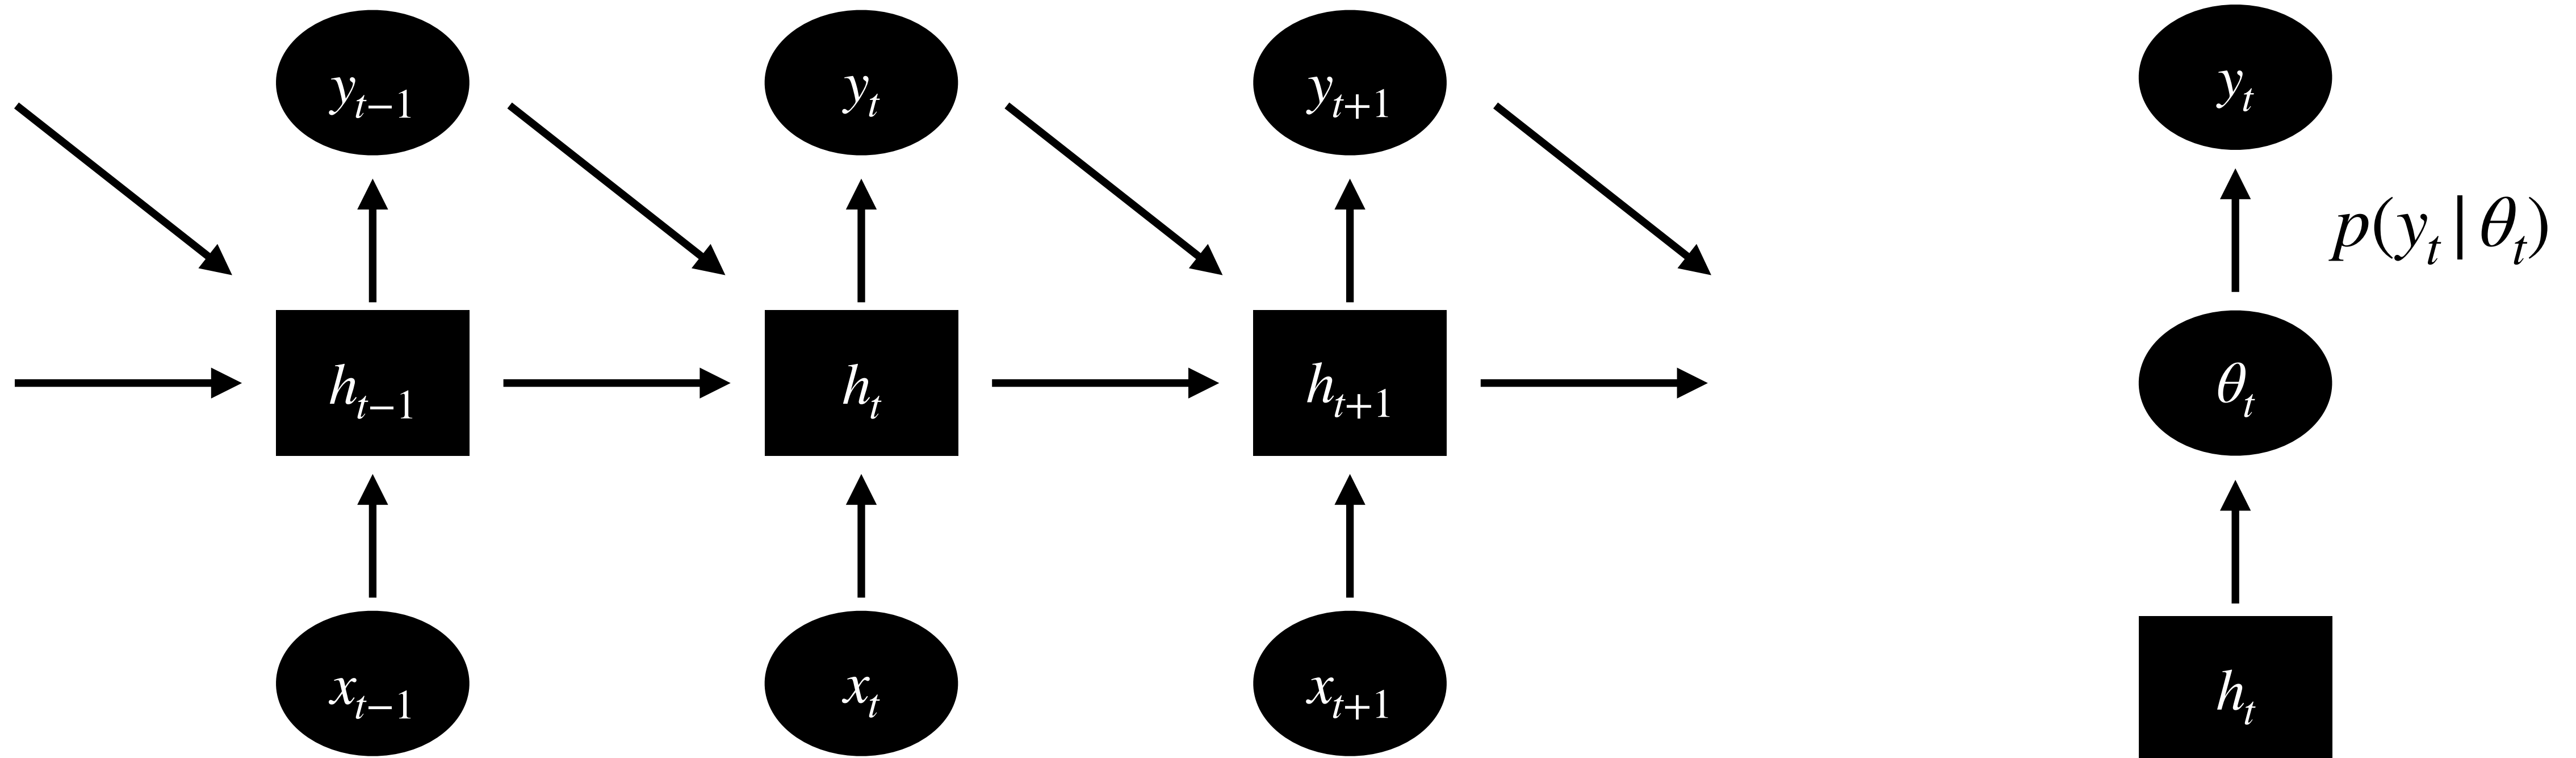 y_{t−1} y_t y_{t+1} y_t
p(y_t | θ_t)
h_{t−1} h_t h_{t+1} θ_t
x_{t−1} x_t x_{t+1} h_t